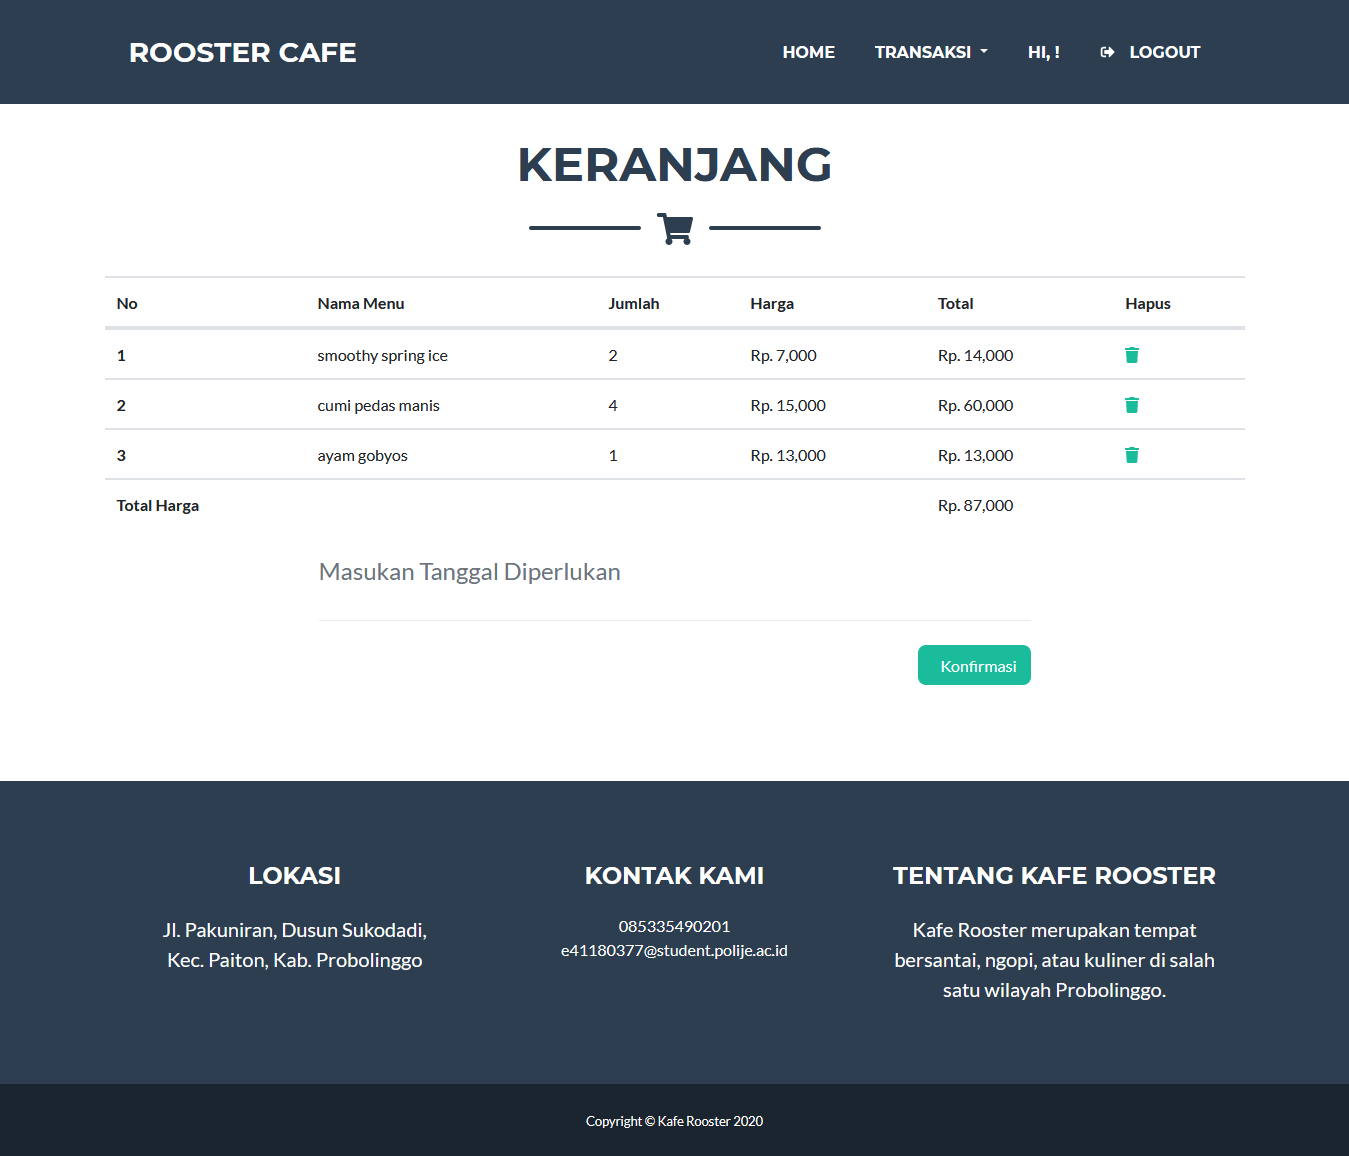 ROOSTER CAFE
HOME TRANSAKSI HI, ! LOGOUT
KERANJANG
No Nama Menu Jumlah Harga Total Hapus
1 smoothy spring ice 2 Rp. 7,000 Rp. 14,000
2 cumi pedas manis 4 Rp. 15,000 Rp. 60,000
3 ayam gobyos 1 Rp. 13,000 Rp. 13,000
Total Harga Rp. 87,000
Masukan Tanggal Diperlukan
Konfirmasi
LOKASI
Jl. Pakuniran, Dusun Sukodadi,
Kec. Paiton, Kab. Probolinggo
KONTAK KAMI
085335490201
e41180377@student.polije.ac.id
TENTANG KAFE ROOSTER
Kafe Rooster merupakan tempat
bersantai, ngopi, atau kuliner di salah
satu wilayah Probolinggo.
Copyright © Kafe Rooster 2020